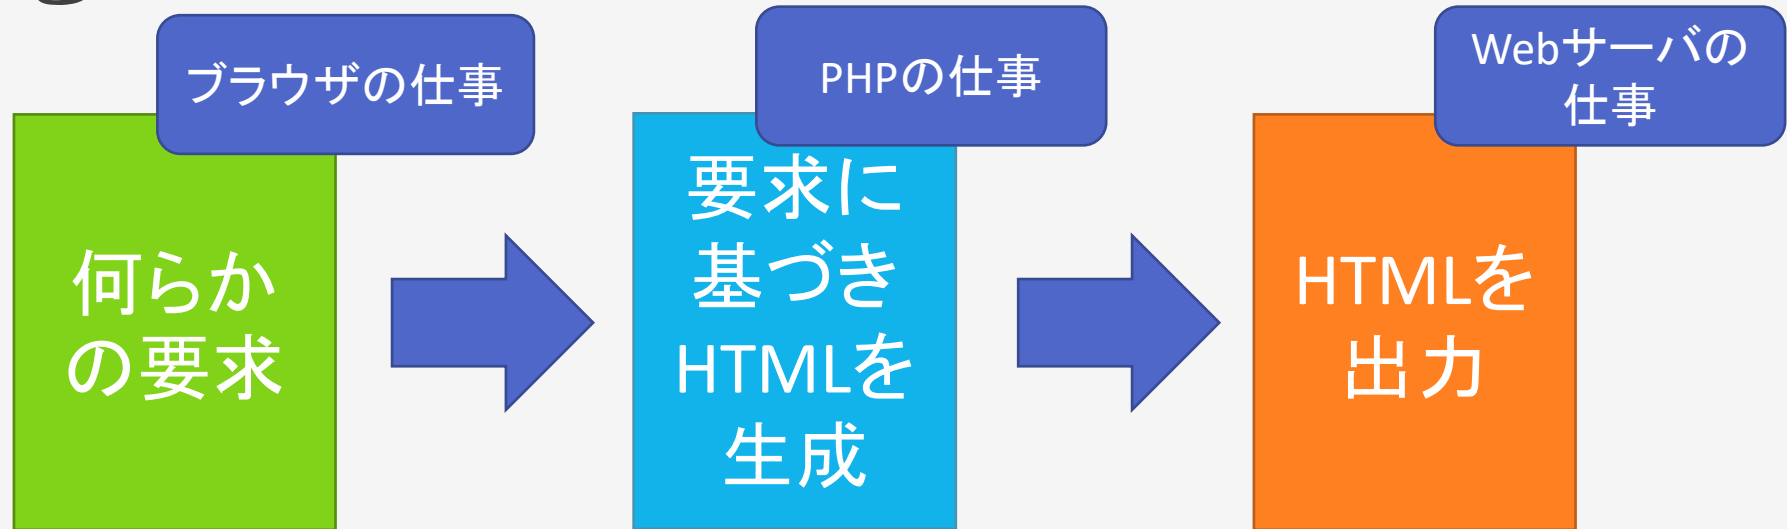 ブラウザの仕事
何らか
の要求
PHPの仕事
要求に
基づき
HTMLを
生成
Webサーバの
仕事
HTMLを
出力